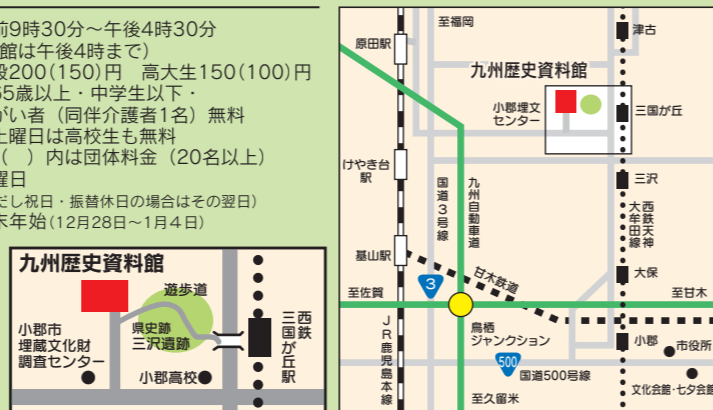 前9時30分～午後4時30分
館は午後4時まで）
設200（150）円　高大生150（100）円
65歳以上・中学生以下・
がい者（同伴介護者1名）無料
土曜日は高校生も無料
（　）内は団体料金（20名以上）
曜日
だし祝日・振替休日の場合はその翌日）
末年始（12月28日～1月4日）
九州歴史資料館
遊歩道
県史跡
三沢遺跡
小郡市
埋蔵文化財
調査センター
小郡高校
西鉄
三国が丘駅
至福岡
津古
原田駅
九州歴史資料館
小郡埋文
センター
三国が丘
けやき台
駅
国道3号線
九州自動車道
三沢
西鉄天神
大牟田線
基山駅
3
甘木鉄道
大保
至佐賀
至甘木
JR鹿児島本線
鳥栖
ジャンクション
小郡
市役所
500
国道500号線
至久留米
文化会館・七夕会館